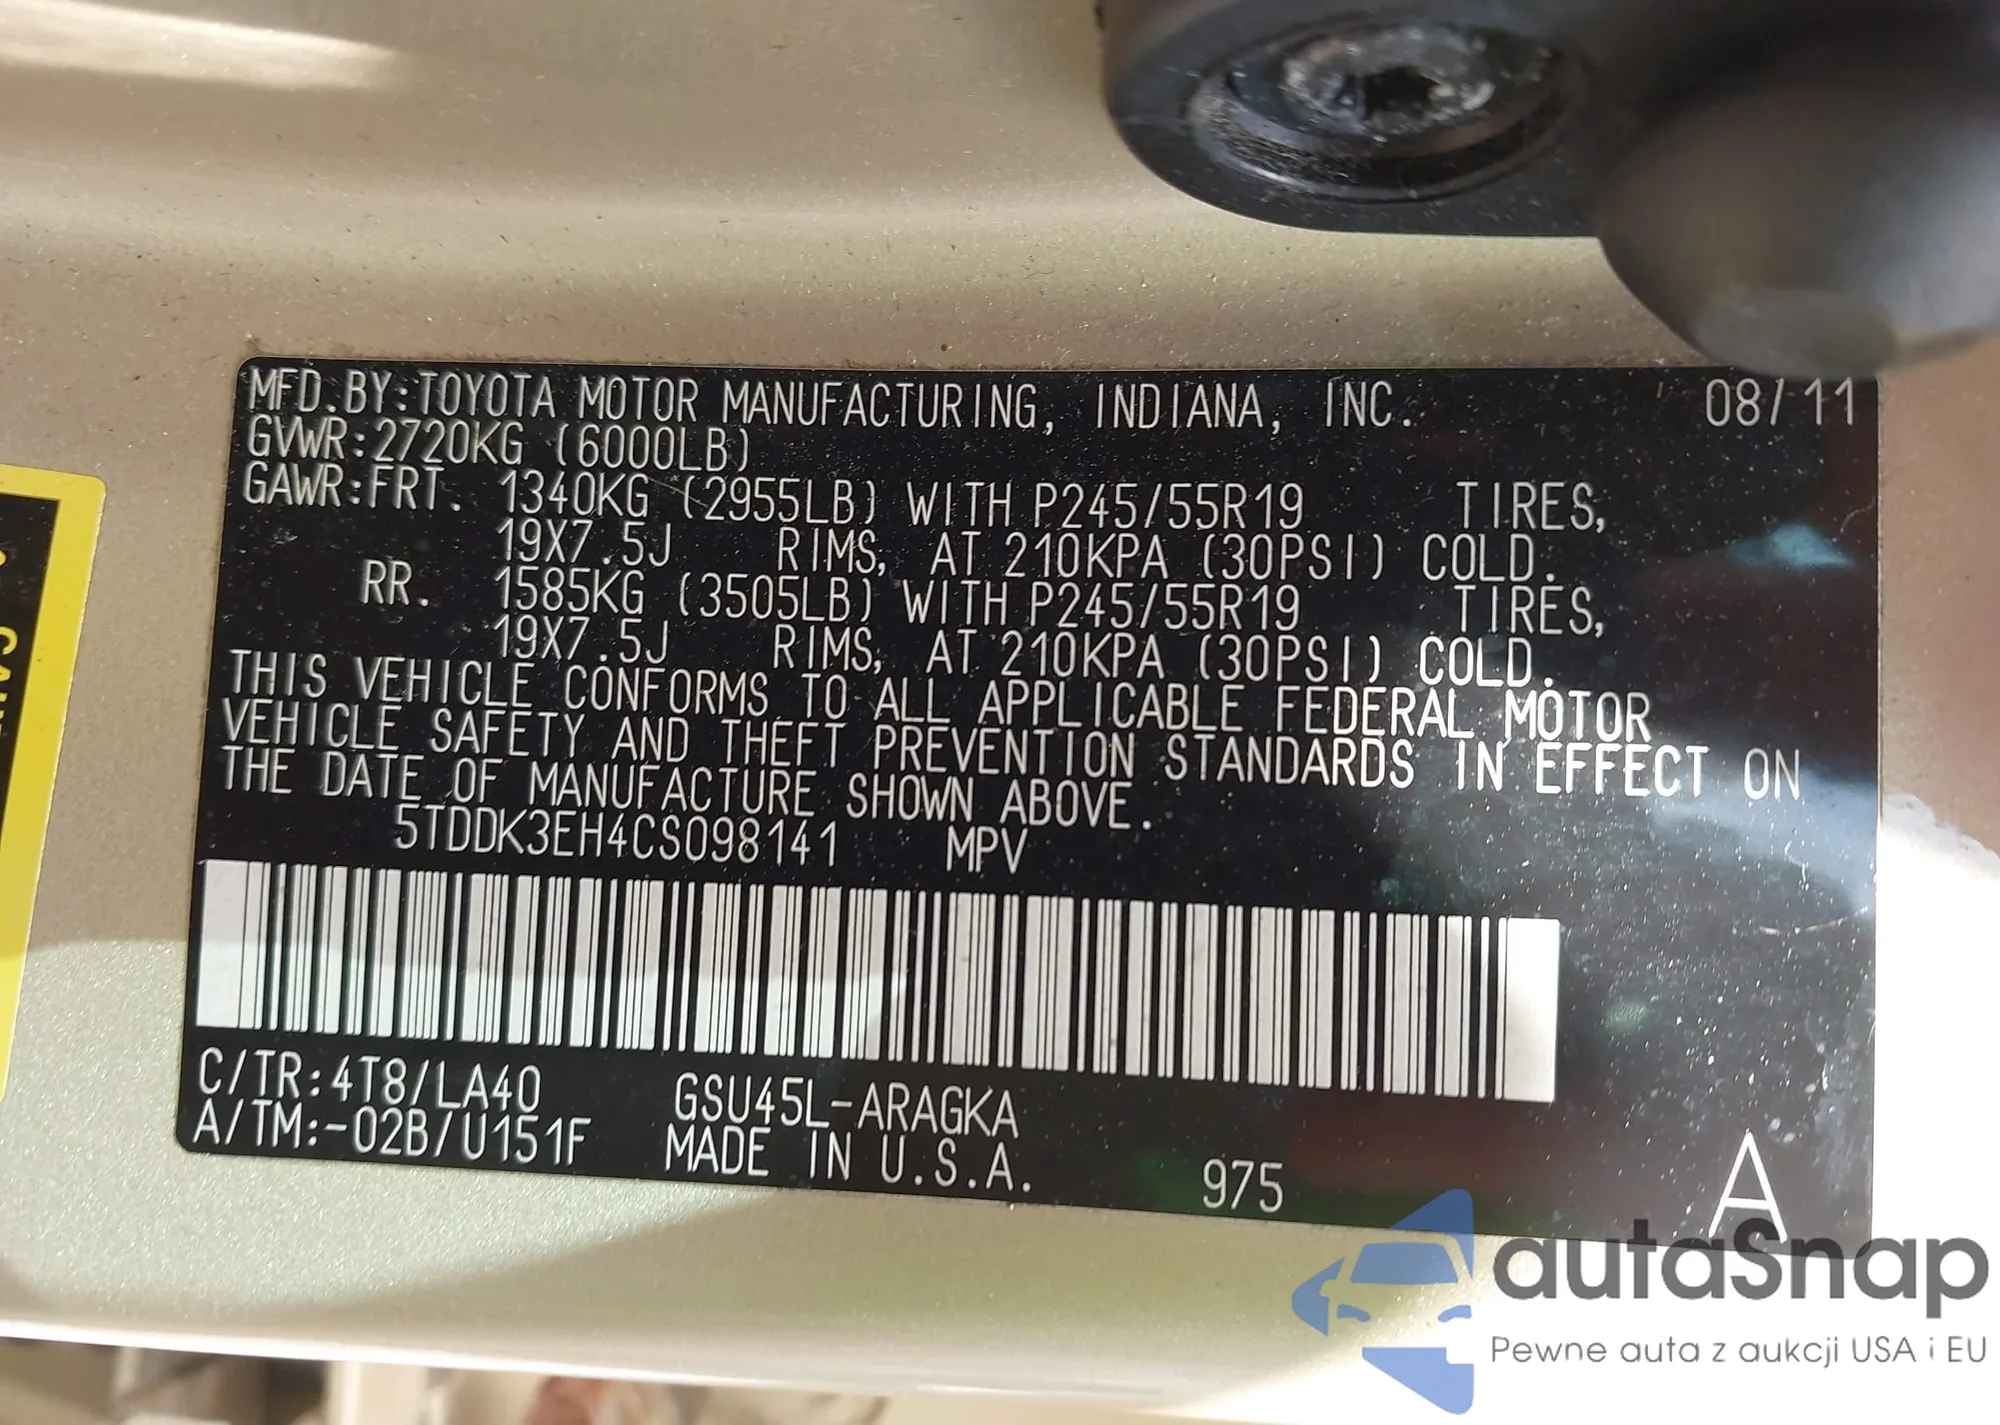 MFD.BY:TOYOTA MOTOR MANUFACTURING, INDIANA, INC. 08/11
GVWR:2720KG (6000LB)
GAWR:FRT. 1340KG (2955LB) WITH P245/55R19 TIRES,
19X7.5J RIMS, AT 210KPA (30PSI) COLD.
RR. 1585KG (3505LB) WITH P245/55R19 TIRES,
19X7.5J RIMS, AT 210KPA (30PSI) COLD.
THIS VEHICLE CONFORMS TO ALL APPLICABLE FEDERAL MOTOR
VEHICLE SAFETY AND THEFT PREVENTION STANDARDS IN EFFECT ON
THE DATE OF MANUFACTURE SHOWN ABOVE.
5TDDK3EH4CS098141 MPV
C/TR:4T8/LA40 GSU45L-ARAGKA
A/TM:-02B/U151F MADE IN U.S.A. 975 A
autaSnap
Pewne auta z aukcji USA i EU